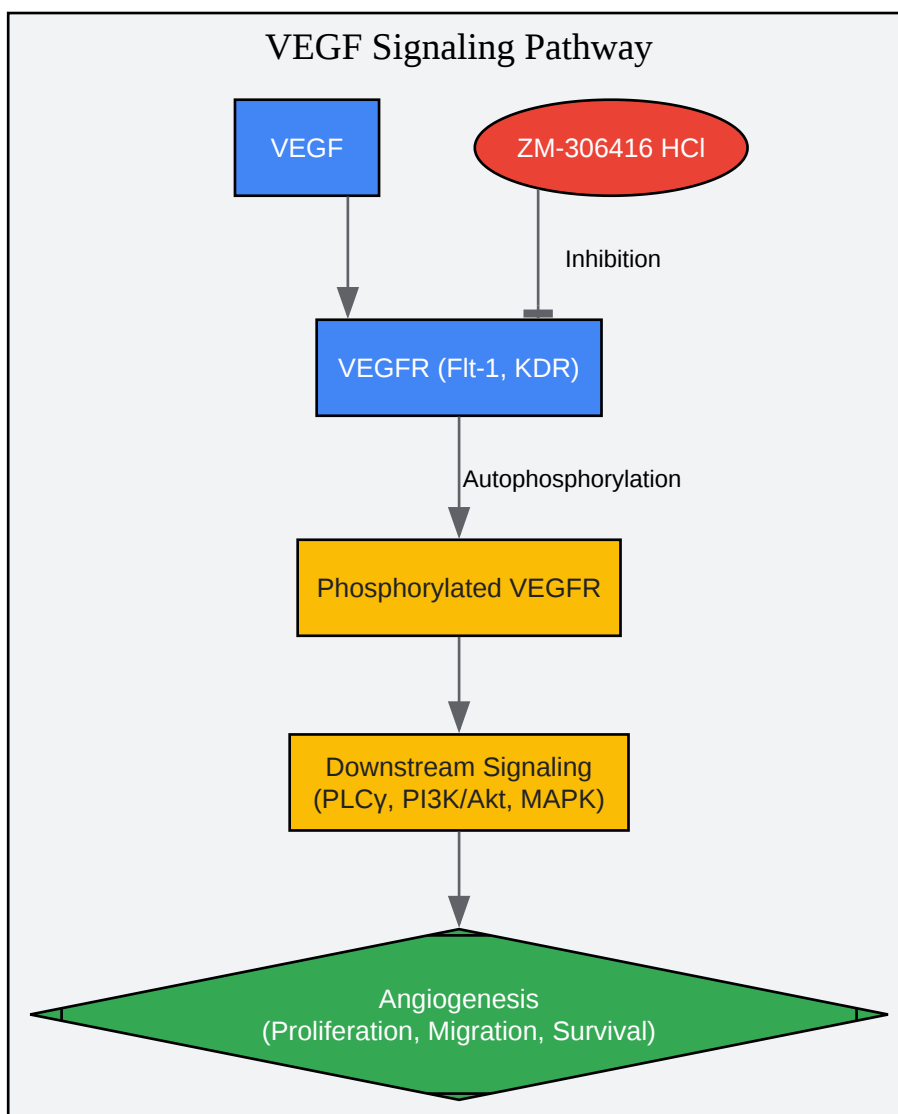 VEGF Signaling Pathway
VEGF
ZM-306416 HCl
Inhibition
VEGFR (Flt-1, KDR)
Autophosphorylation
Phosphorylated VEGFR
Downstream Signaling
(PLCγ, PI3K/Akt, MAPK)
Angiogenesis
(Proliferation, Migration, Survival)